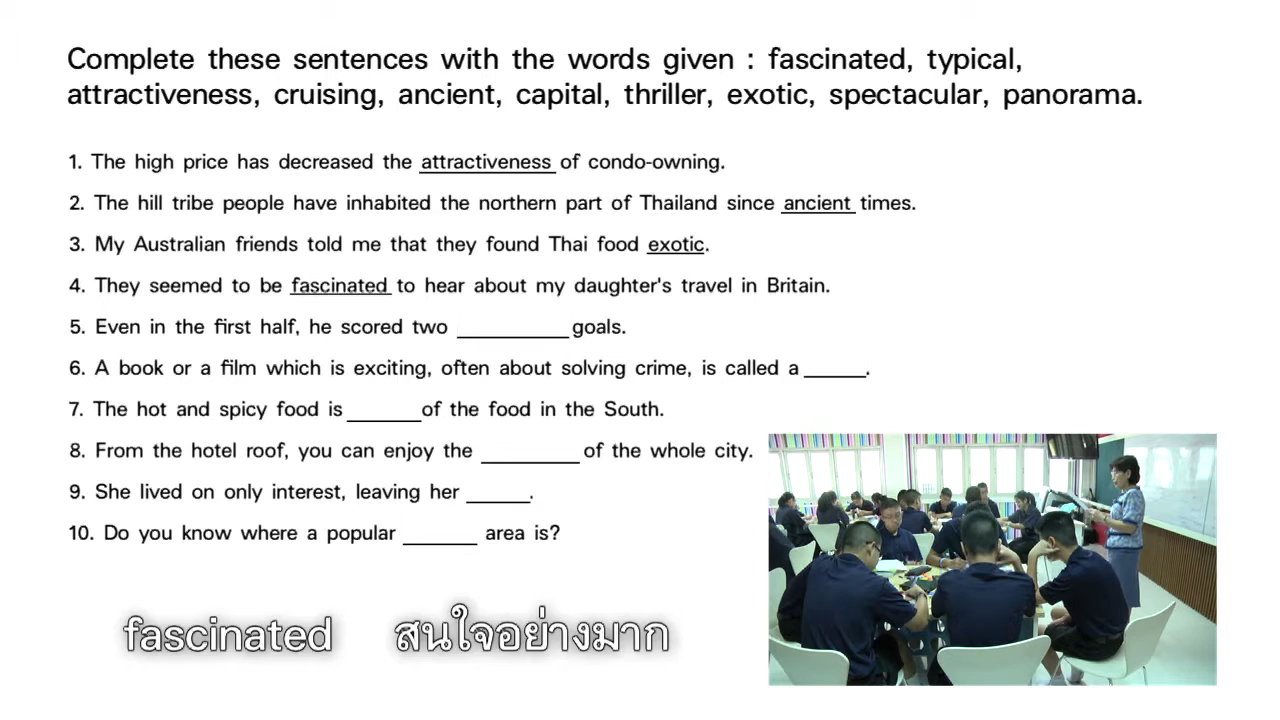 Complete these sentences with the words given : fascinated, typical,
attractiveness, cruising, ancient, capital, thriller, exotic, spectacular, panorama.
1. The high price has decreased the attractiveness of condo-owning.
2. The hill tribe people have inhabited the northern part of Thailand since ancient times.
3. My Australian friends told me that they found Thai food exotic.
4. They seemed to be fascinated to hear about my daughter's travel in Britain.
5. Even in the first half, he scored two __________ goals.
6. A book or a film which is exciting, often about solving crime, is called a ______.
7. The hot and spicy food is _______ of the food in the South.
8. From the hotel roof, you can enjoy the _________ of the whole city.
9. She lived on only interest, leaving her ______.
10. Do you know where a popular _______ area is?
fascinated สนใจอย่างมาก